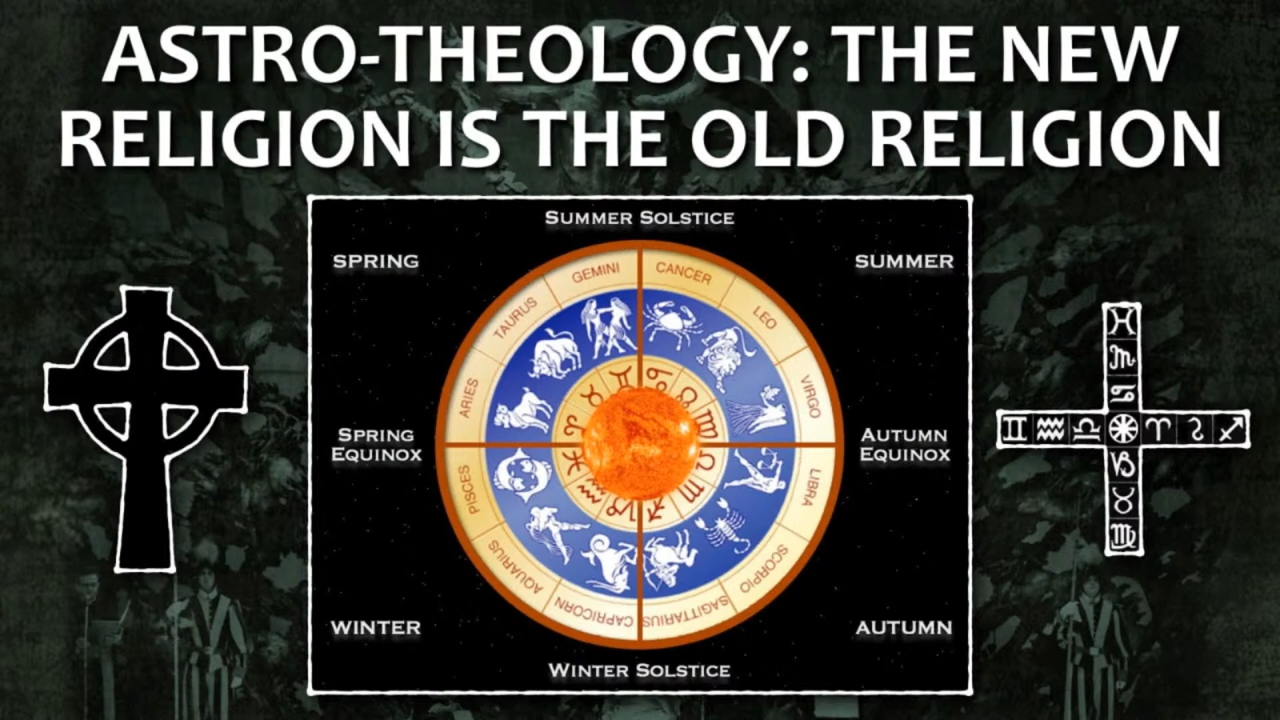 ASTRO-THEOLOGY: THE NEW
RELIGION IS THE OLD RELIGION
SUMMER SOLSTICE
SPRING
SUMMER
GEMINI
CANCER
TAURUS
LEO
ARIES
VIRGO
SPRING
EQUINOX
AUTUMN
EQUINOX
PISCES
LIBRA
AQUARIUS
SCORPIO
CAPRICORN
SAGITTARIUS
WINTER
AUTUMN
WINTER SOLSTICE
♊ ♋
♉ ♌
♈ ♍
♓ ♎
♒ ♏
♑ ♐
♓
♏
♋
♊ ♒ ♎ ♈ ♌ ♐
♑
♉
♍